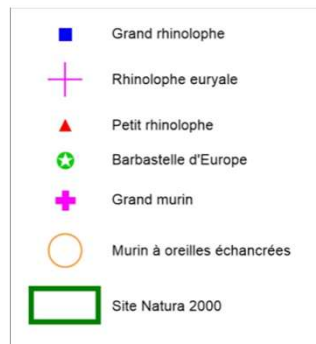 Grand rhinolophe
Rhinolophe euryale
Petit rhinolophe
Barbastelle d'Europe
Grand murin
Murin à oreilles échancrées
Site Natura 2000